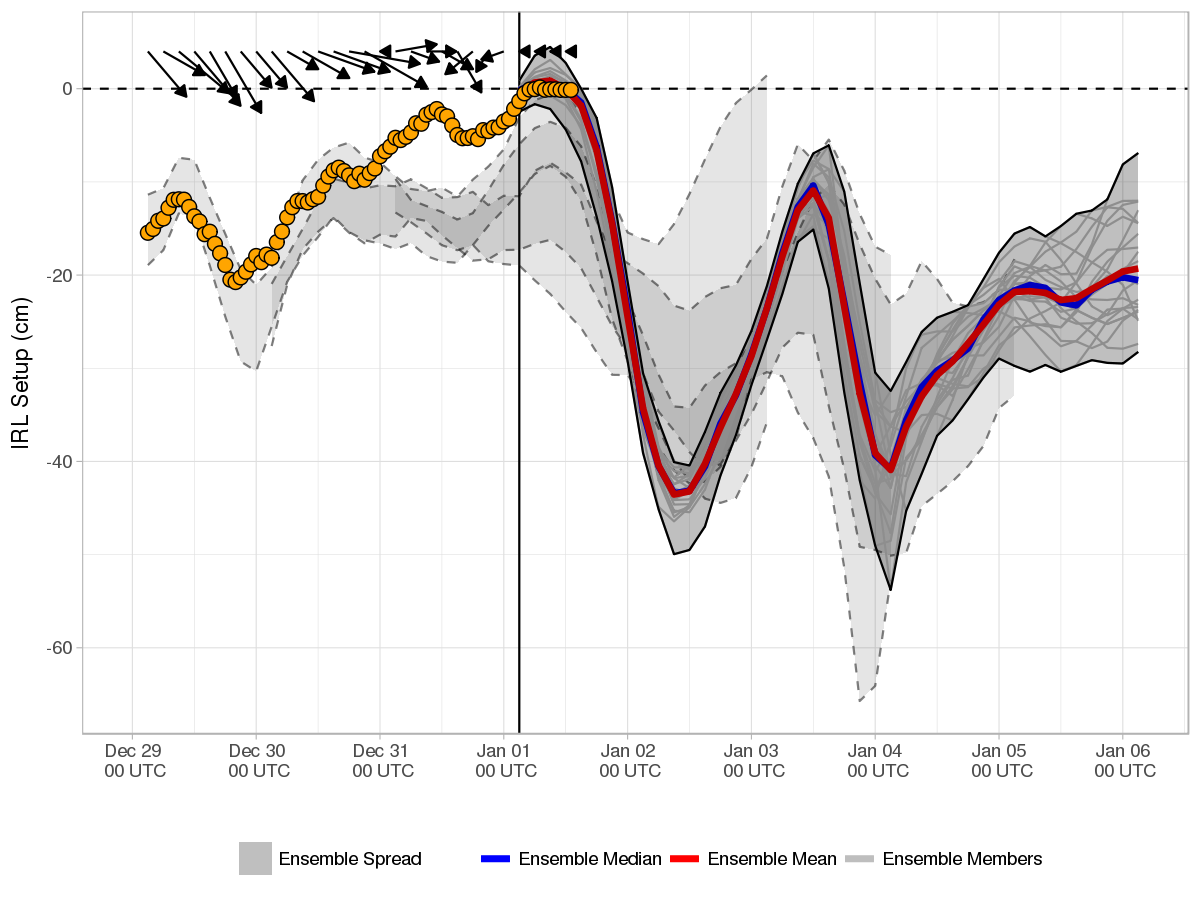 IRL Setup (cm)
0
-20
-40
-60
Dec 29 Dec 30 Dec 31 Jan 01 Jan 02 Jan 03 Jan 04 Jan 05 Jan 06
00 UTC 00 UTC 00 UTC 00 UTC 00 UTC 00 UTC 00 UTC 00 UTC 00 UTC
Ensemble Spread Ensemble Median Ensemble Mean Ensemble Members